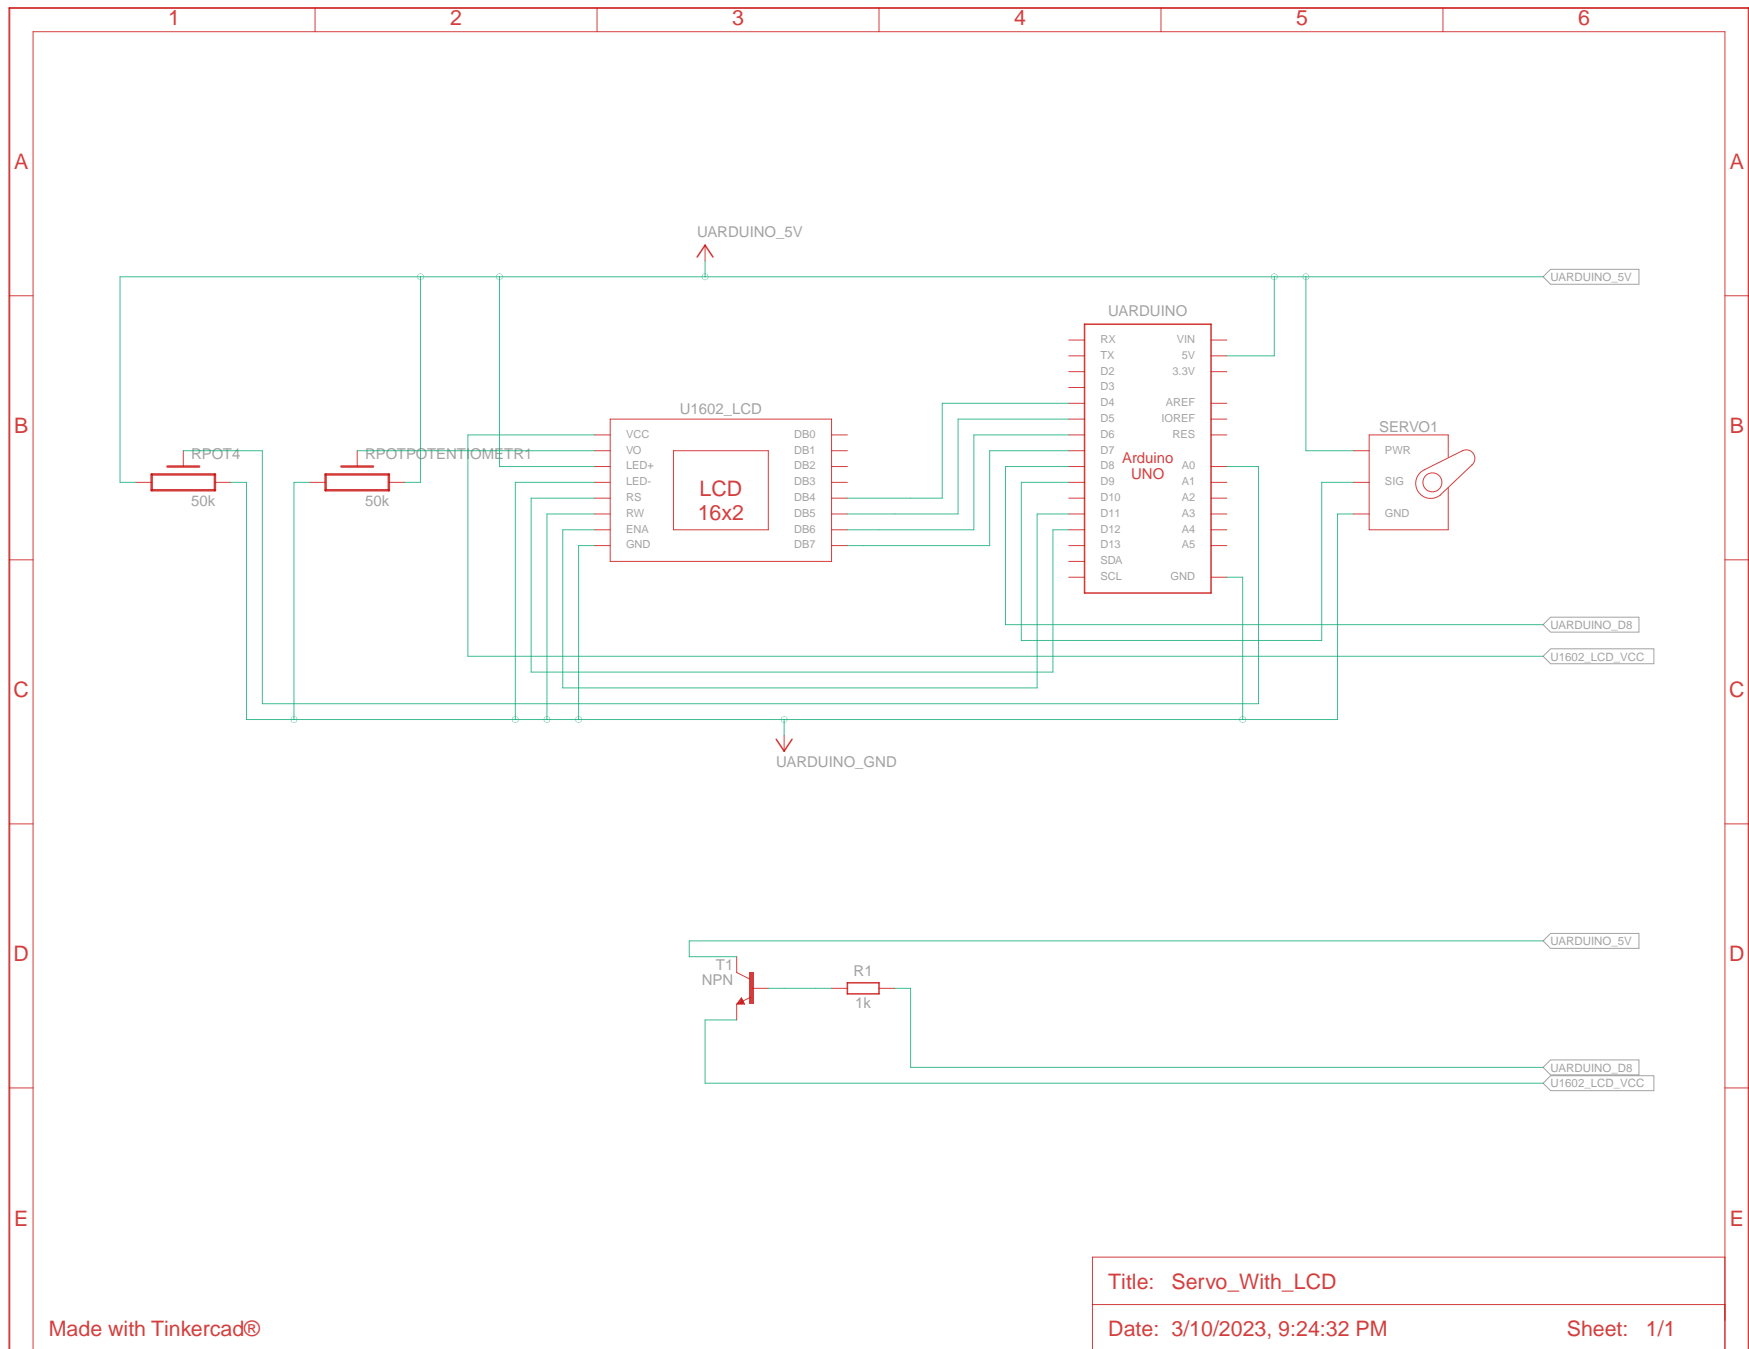 1 2 3 4 5 6
A A
UARDUINO_5V
UARDUINO_5V
UARDUINO
RX VIN
TX 5V
D2 3.3V
D3
D4 AREF
D5 IOREF
D6 RES
D7
D8 A0
D9 A1
D10 A2
D11 A3
D12 A4
D13 A5
SDA
SCL GND
Arduino
UNO
B B
U1602_LCD
VCC DB0
VO DB1
LED+ DB2
LED- DB3
RS DB4
RW DB5
ENA DB6
GND DB7
LCD
16x2
SERVO1
PWR
SIG
GND
RPOT4
50k
RPOTPOTENTIOMETR1
50k
UARDUINO_D8
U1602_LCD_VCC
C C
UARDUINO_GND
UARDUINO_5V
D D
T1
NPN
R1
1k
UARDUINO_D8
U1602_LCD_VCC
E E
Title: Servo_With_LCD
Made with Tinkercad®
Date: 3/10/2023, 9:24:32 PM Sheet: 1/1